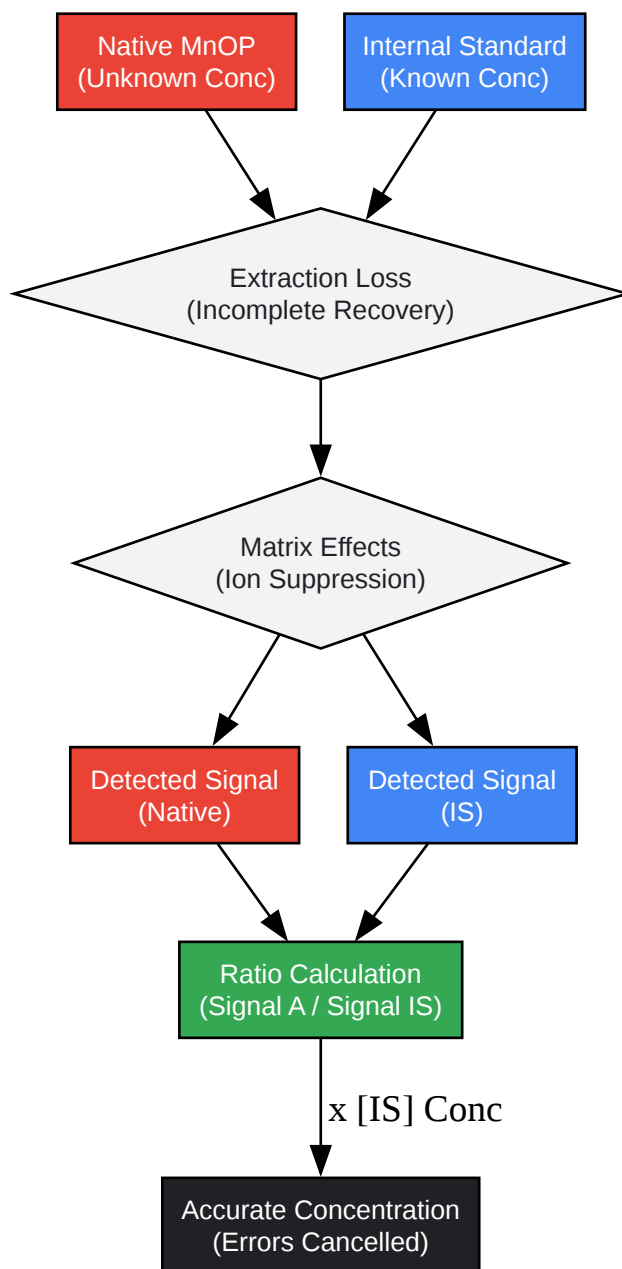 Native MnOP
(Unknown Conc)
Internal Standard
(Known Conc)
Extraction Loss
(Incomplete Recovery)
Matrix Effects
(Ion Suppression)
Detected Signal
(Native)
Detected Signal
(IS)
Ratio Calculation
(Signal A / Signal IS)
x [IS] Conc
Accurate Concentration
(Errors Cancelled)